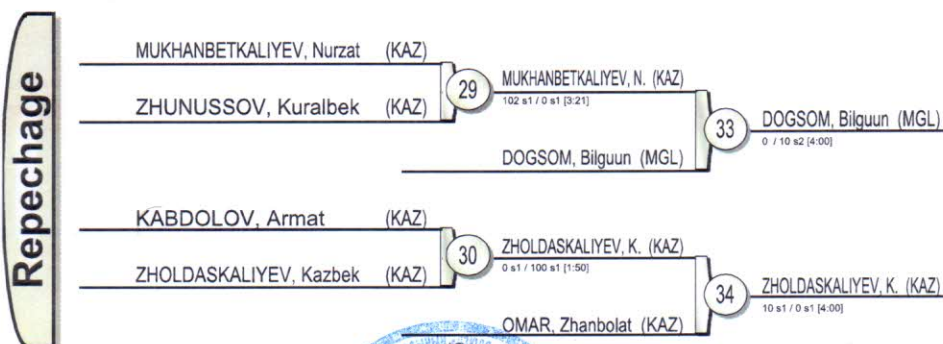 Repechage
MUKHANBETKALIYEV, Nurzat (KAZ)
ZHUNUSSOV, Kuralbek (KAZ)
29
MUKHANBETKALIYEV, N. (KAZ)
102 s1 / 0 s1 [3:21]
DOGSOM, Bilguun (MGL)
33
DOGSOM, Bilguun (MGL)
0 / 10 s2 [4:00]
KABDOLOV, Armat (KAZ)
ZHOLDASKALIYEV, Kazbek (KAZ)
30
ZHOLDASKALIYEV, K. (KAZ)
0 s1 / 100 s1 [1:50]
OMAR, Zhanbolat (KAZ)
34
ZHOLDASKALIYEV, K. (KAZ)
10 s1 / 0 s1 [4:00]